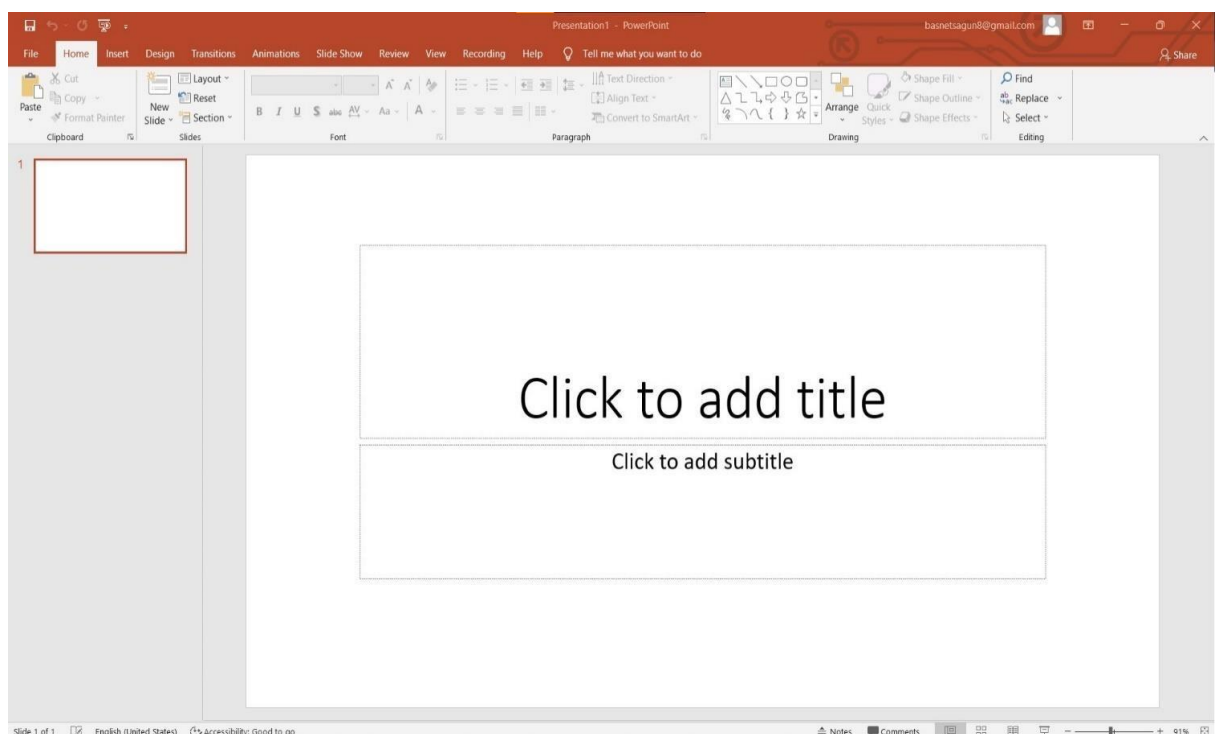 Presentation1 - PowerPoint
basnetsagun8@gmail.com
File Home Insert Design Transitions Animations Slide Show Review View Recording Help Tell me what you want to do Share
Paste
Cut
Copy
Format Painter
Clipboard
New
Slide
Layout
Reset
Section
Slides
B I U S abc AV Aa A
Font
Text Direction
Align Text
Convert to SmartArt
Paragraph
Arrange
Quick
Styles
Shape Fill
Shape Outline
Shape Effects
Drawing
Find
Replace
Select
Editing
1
Click to add title
Click to add subtitle
Slide 1 of 1 English (United States) Accessibility: Good to go Notes Comments 91%